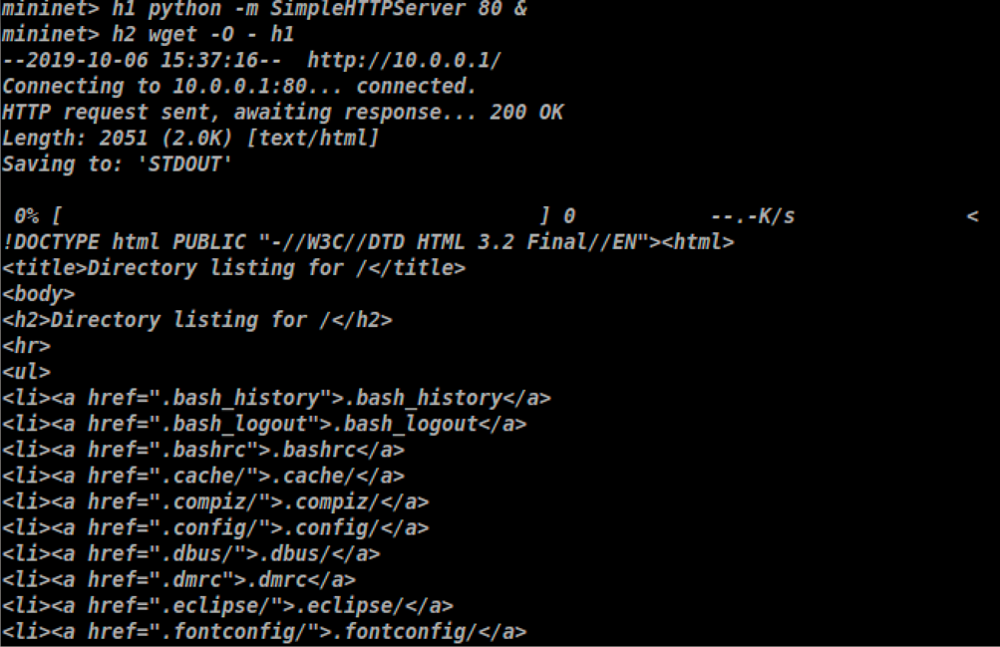 mininet> h1 python -m SimpleHTTPServer 80 &
mininet> h2 wget -O - h1
--2019-10-06 15:37:16--  http://10.0.0.1/
Connecting to 10.0.0.1:80... connected.
HTTP request sent, awaiting response... 200 OK
Length: 2051 (2.0K) [text/html]
Saving to: 'STDOUT'
 0% [                                       ] 0           --.-K/s              <
!DOCTYPE html PUBLIC "-//W3C//DTD HTML 3.2 Final//EN"><html>
<title>Directory listing for /</title>
<body>
<h2>Directory listing for /</h2>
<hr>
<ul>
<li><a href=".bash_history">.bash_history</a>
<li><a href=".bash_logout">.bash_logout</a>
<li><a href=".bashrc">.bashrc</a>
<li><a href=".cache/">.cache/</a>
<li><a href=".compiz/">.compiz/</a>
<li><a href=".config/">.config/</a>
<li><a href=".dbus/">.dbus/</a>
<li><a href=".dmrc">.dmrc</a>
<li><a href=".eclipse/">.eclipse/</a>
<li><a href=".fontconfig/">.fontconfig/</a>